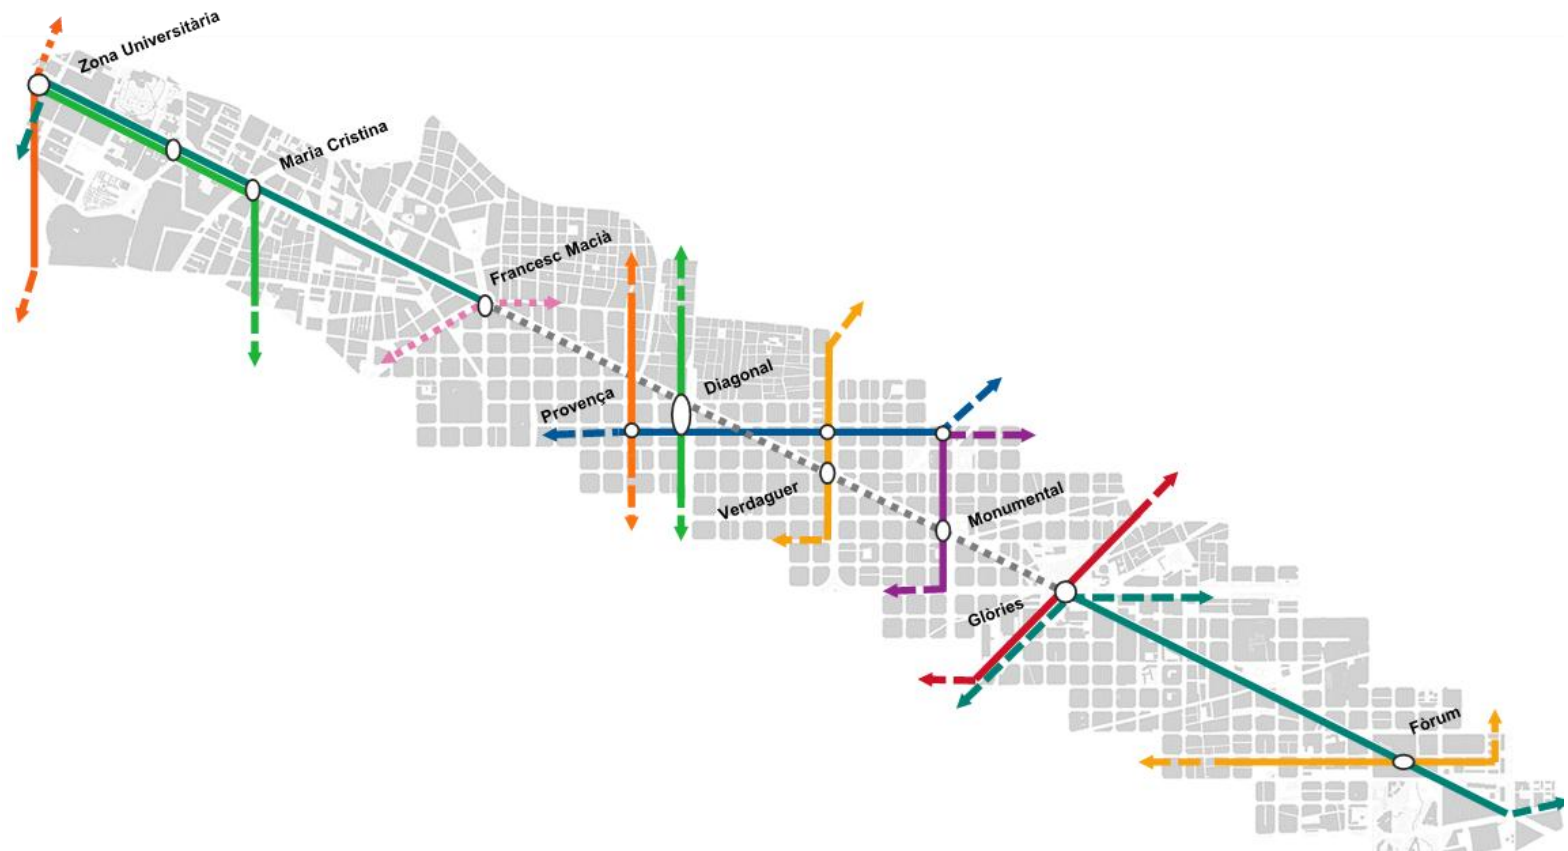 Zona Universitària
Maria Cristina
Francesc Macià
Diagonal
Provença
Verdaguer
Monumental
Glòries
Fòrum